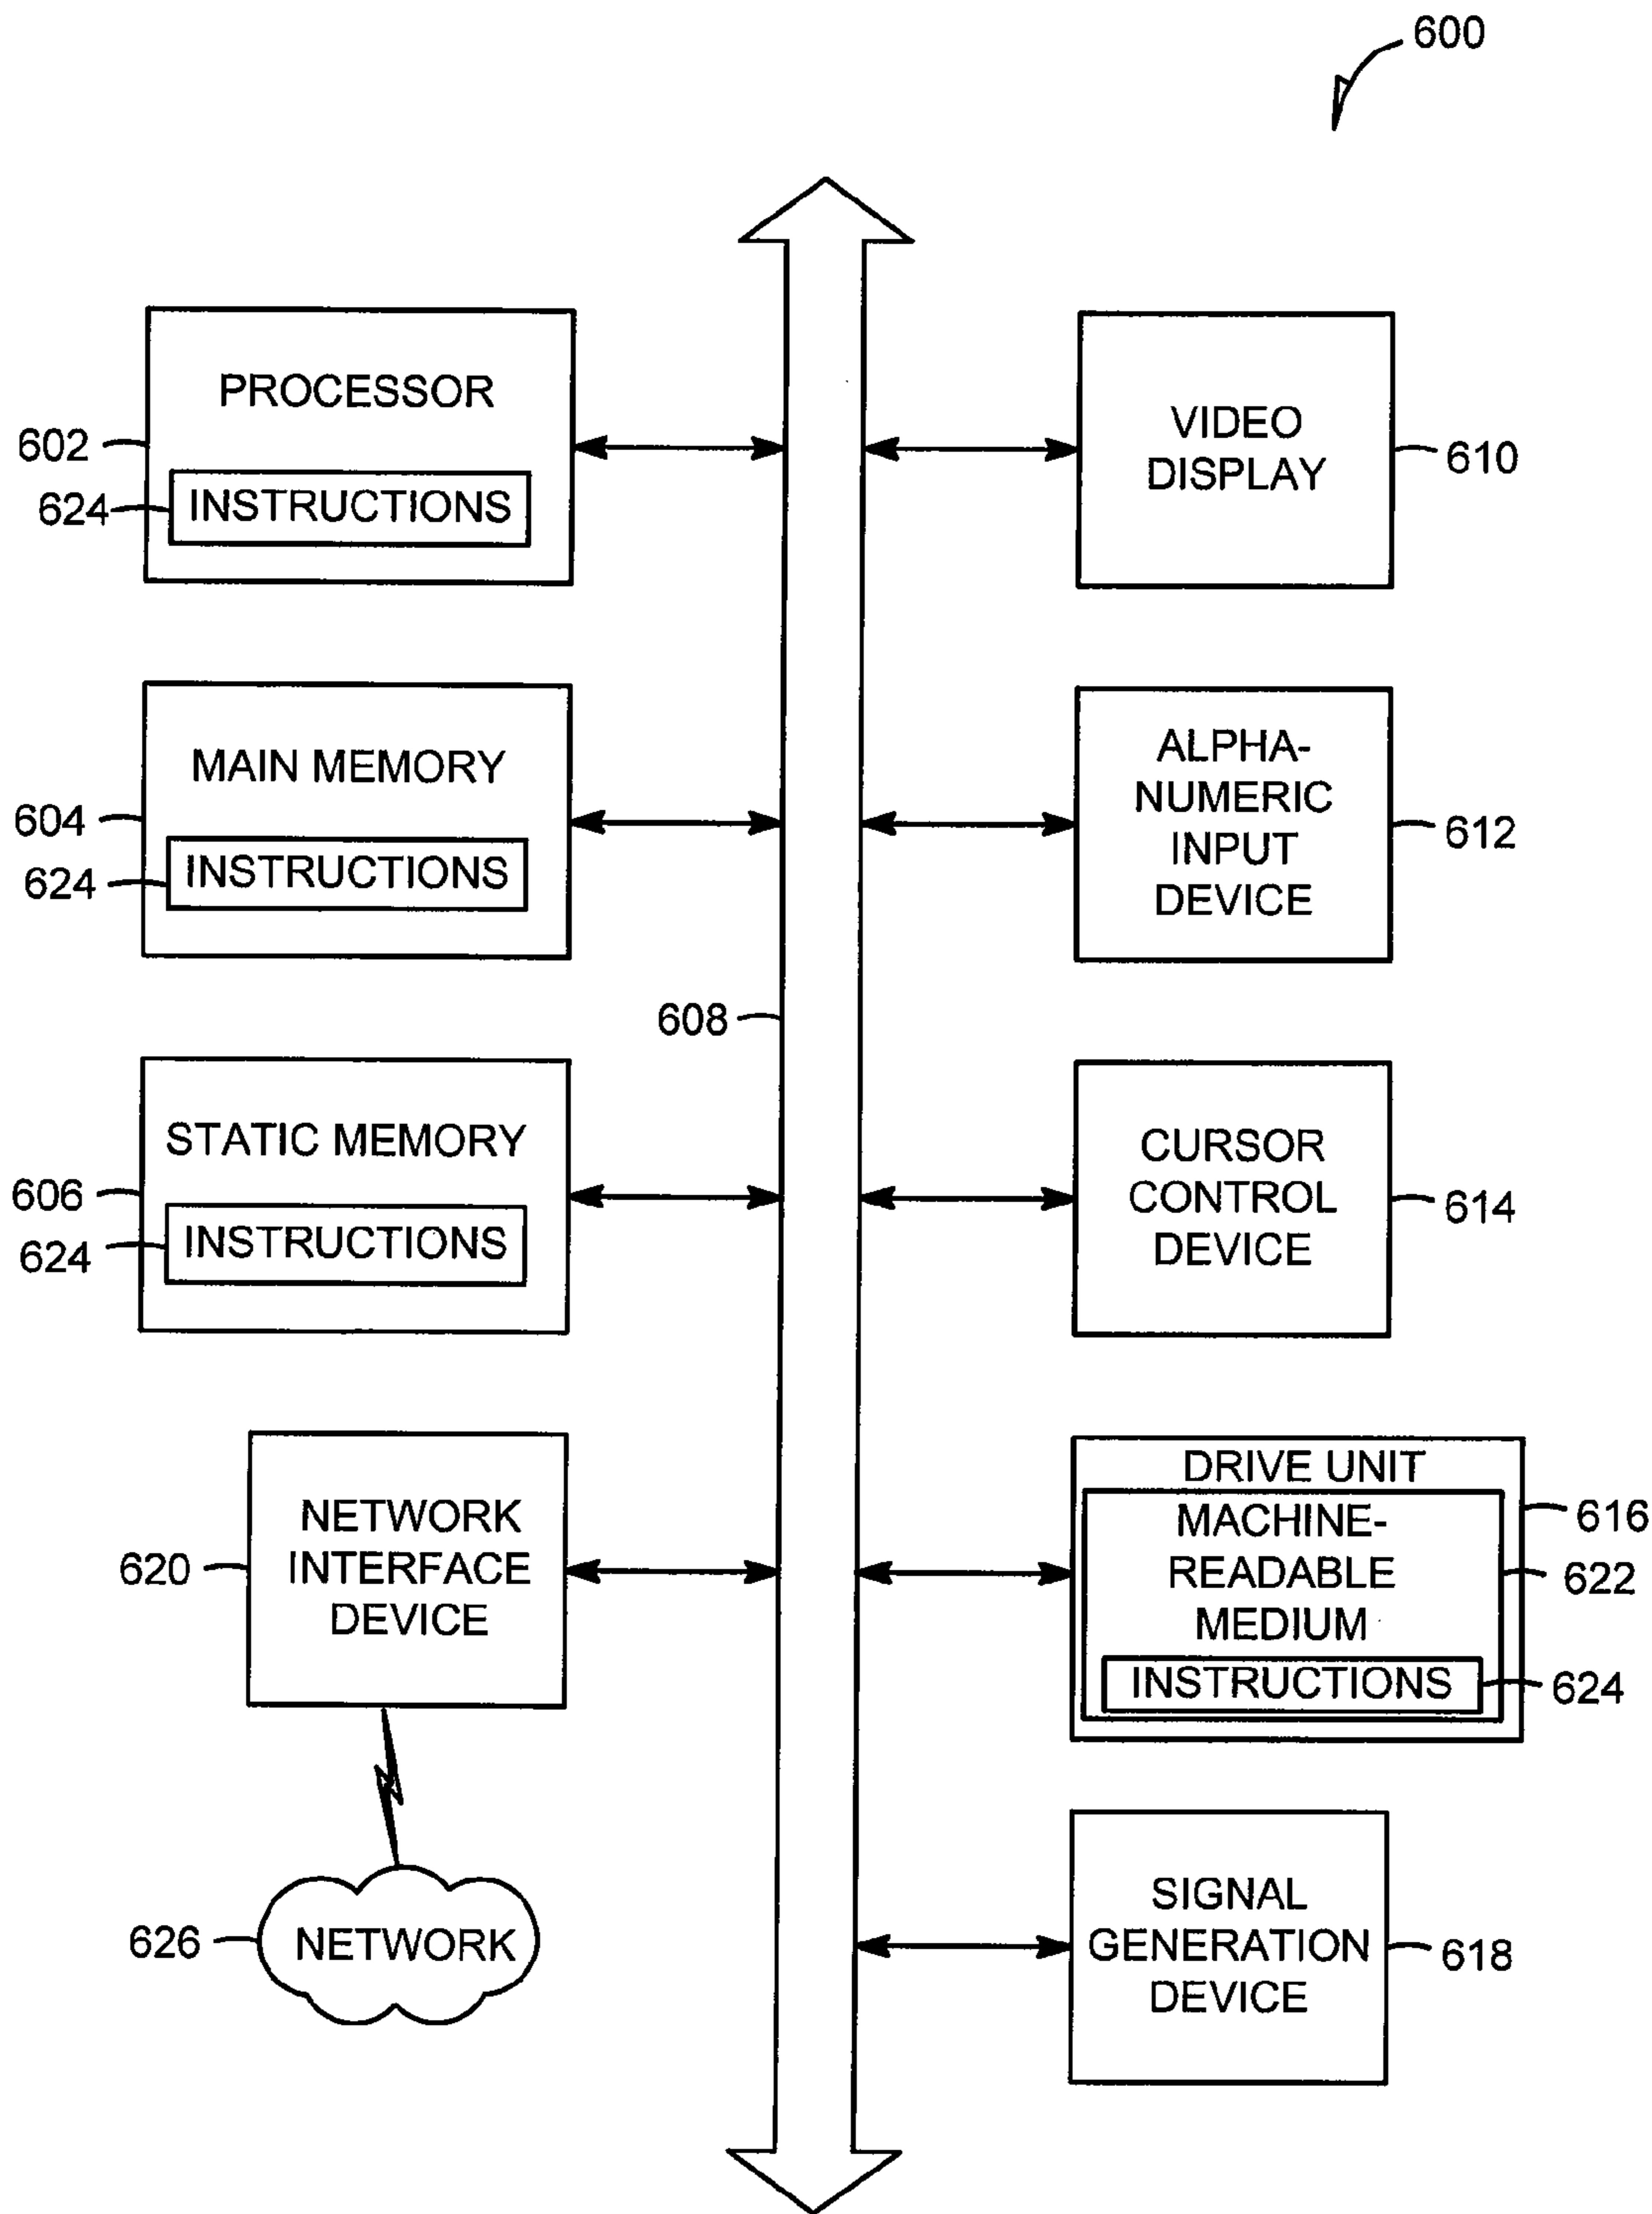 600
PROCESSOR
602
624
INSTRUCTIONS
VIDEO
DISPLAY
610
MAIN MEMORY
604
624
INSTRUCTIONS
ALPHA-
NUMERIC
INPUT
DEVICE
612
608
STATIC MEMORY
606
624
INSTRUCTIONS
CURSOR
CONTROL
DEVICE
614
NETWORK
INTERFACE
DEVICE
620
DRIVE UNIT
616
MACHINE-
READABLE
MEDIUM
622
INSTRUCTIONS
624
626
NETWORK
SIGNAL
GENERATION
DEVICE
618